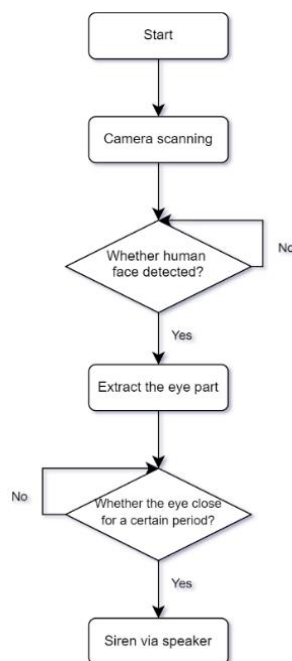 Start
Camera scanning
Whether human
face detected?
No
Yes
Extract the eye part
No
Whether the eye close
for a certain period?
Yes
Siren via speaker